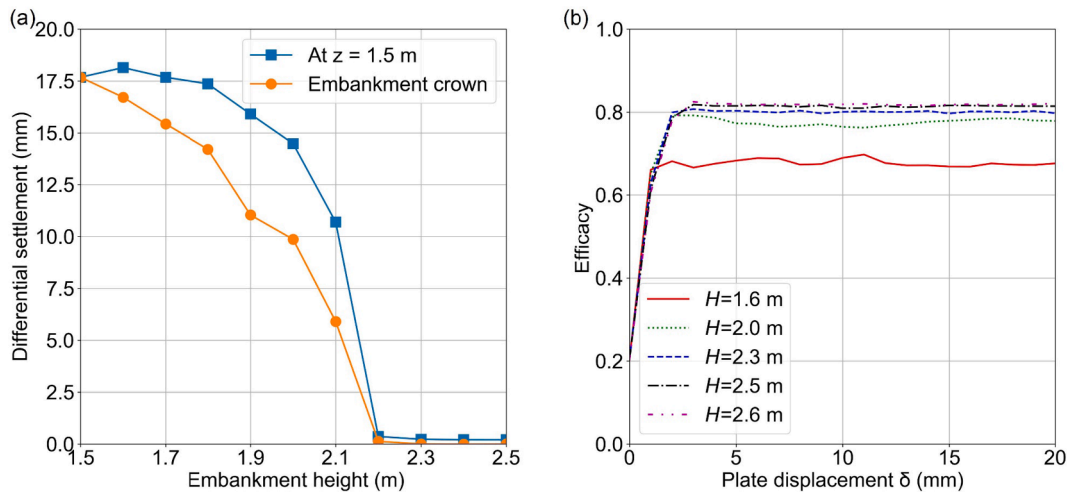 (a)
20.0
17.5
15.0
12.5
10.0
7.5
5.0
2.5
0.0
Differential settlement (mm)
At z = 1.5 m
Embankment crown
1.5
1.7
1.9
2.1
2.3
2.5
Embankment height (m)
(b)
1.0
0.8
0.6
0.4
0.2
0.0
Efficacy
H=1.6 m
H=2.0 m
H=2.3 m
H=2.5 m
H=2.6 m
0
5
10
15
20
Plate displacement δ (mm)